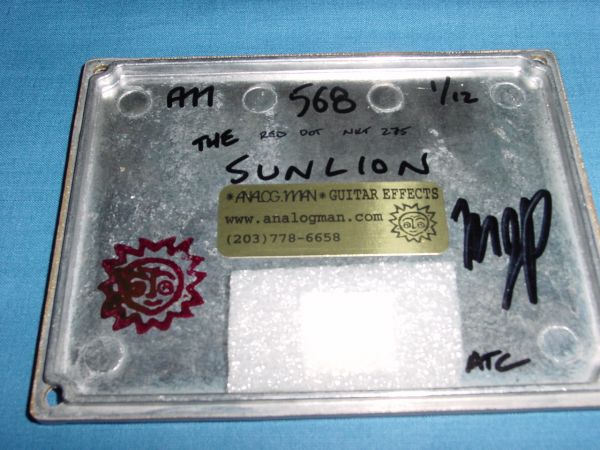 AM 568 1/12
THE RED DOT NKT 275
SUNLION
*ANALOG.MAN* GUITAR EFFECTS
www.analogman.com
(203)778-6658
MJP
ATC